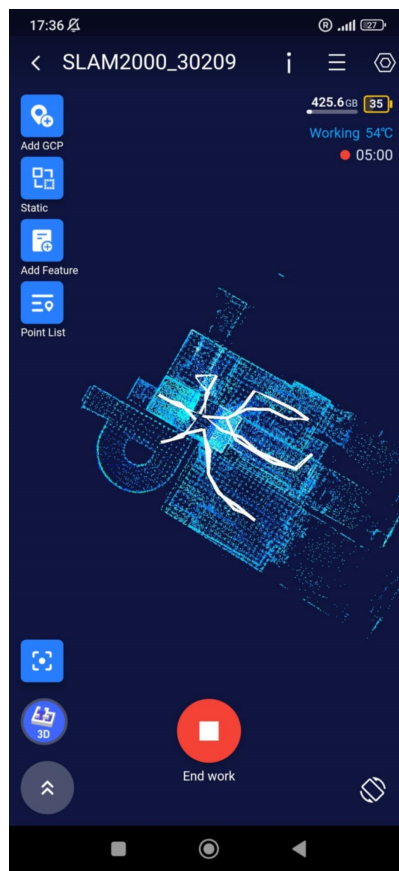 17:36 ® 27
SLAM2000_30209
425.6GB 35
Working 54℃
05:00
Add GCP
Static
Add Feature
Point List
3D
End work